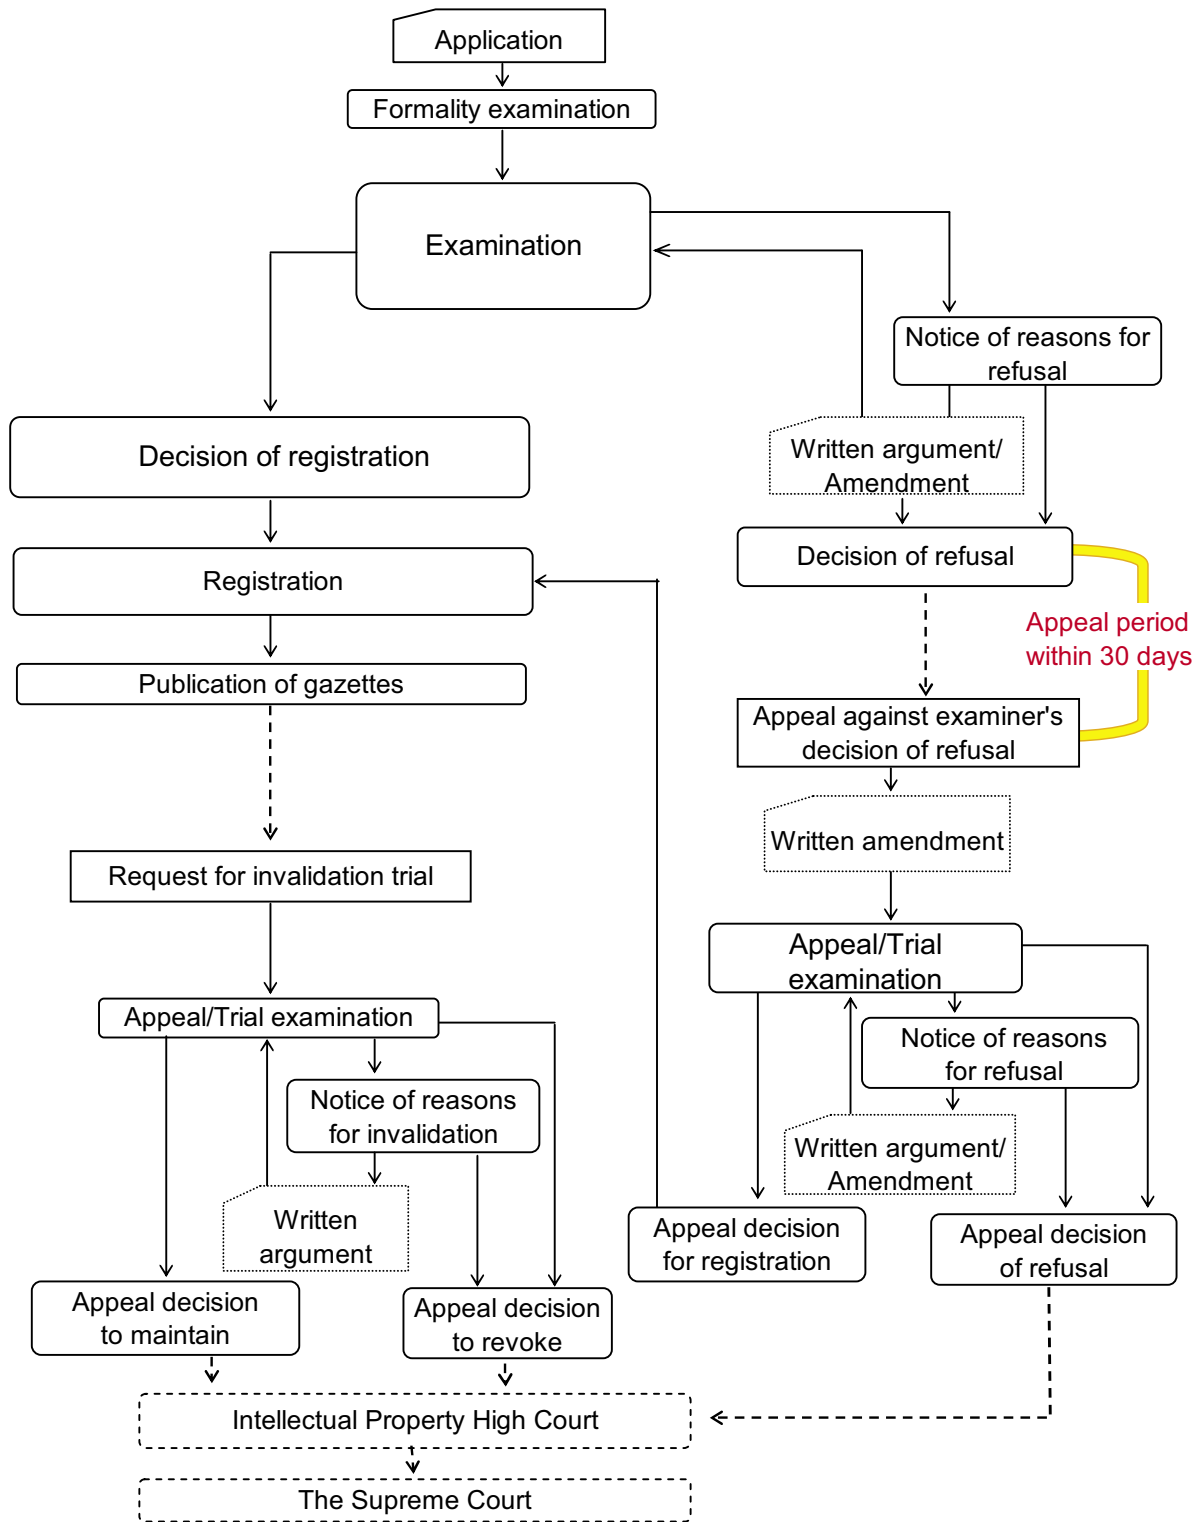 Application
Formality examination
Examination
Notice of reasons for
refusal
Decision of registration
Written argument/
Amendment
Decision of refusal
Registration
Appeal period
within 30 days
Publication of gazettes
Appeal against examiner's
decision of refusal
Written amendment
Request for invalidation trial
Appeal/Trial
examination
Appeal/Trial examination
Notice of reasons
for refusal
Notice of reasons
for invalidation
Written argument/
Amendment
Written
argument
Appeal decision
for registration
Appeal decision
of refusal
Appeal decision
to maintain
Appeal decision
to revoke
Intellectual Property High Court
The Supreme Court